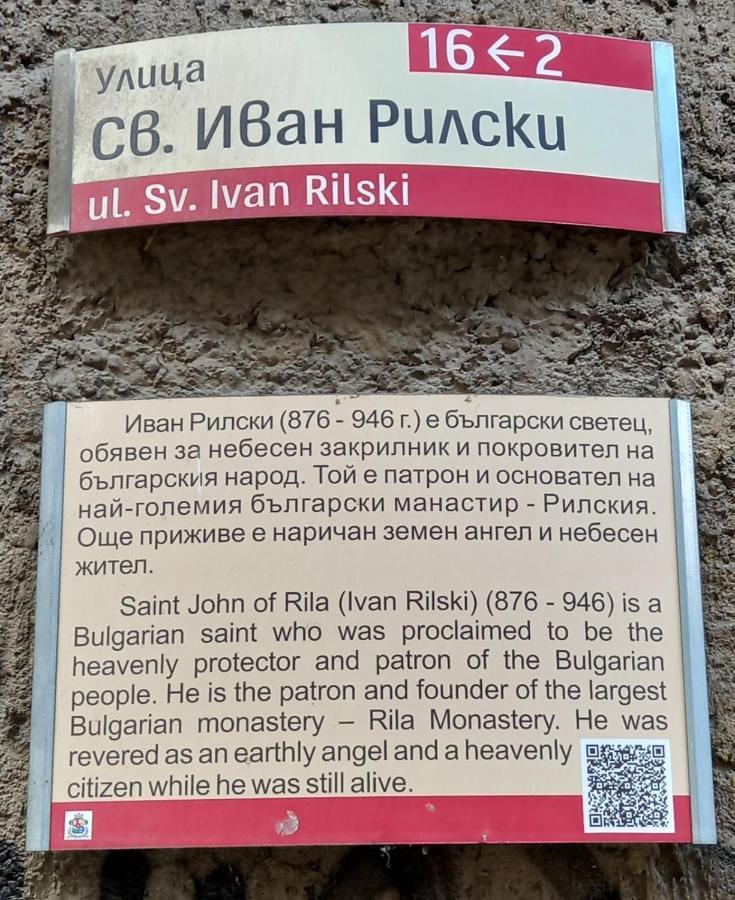 16←2
Улица
Св. Иван Рилски
ul. Sv. Ivan Rilski
Иван Рилски (876 - 946 г.) е български светец,
обявен за небесен закрилник и покровител на
българския народ. Той е патрон и основател на
най-големия български манастир - Рилския.
Още приживе е наричан земен ангел и небесен
жител.
Saint John of Rila (Ivan Rilski) (876 - 946) is a
Bulgarian saint who was proclaimed to be the
heavenly protector and patron of the Bulgarian
people. He is the patron and founder of the largest
Bulgarian monastery – Rila Monastery. He was
revered as an earthly angel and a heavenly
citizen while he was still alive.